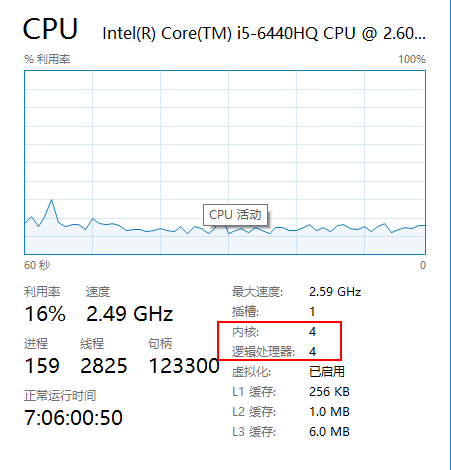 CPU Intel(R) Core(TM) i5-6440HQ CPU @ 2.60...
% 利用率 100%
CPU 活动
60 秒 0
利用率 速度 最大速度: 2.59 GHz
16% 2.49 GHz 插槽: 1
内核: 4
进程 线程 句柄 逻辑处理器: 4
159 2825 123300 虚拟化: 已启用
正常运行时间 L1 缓存: 256 KB
7:06:00:50 L2 缓存: 1.0 MB
L3 缓存: 6.0 MB